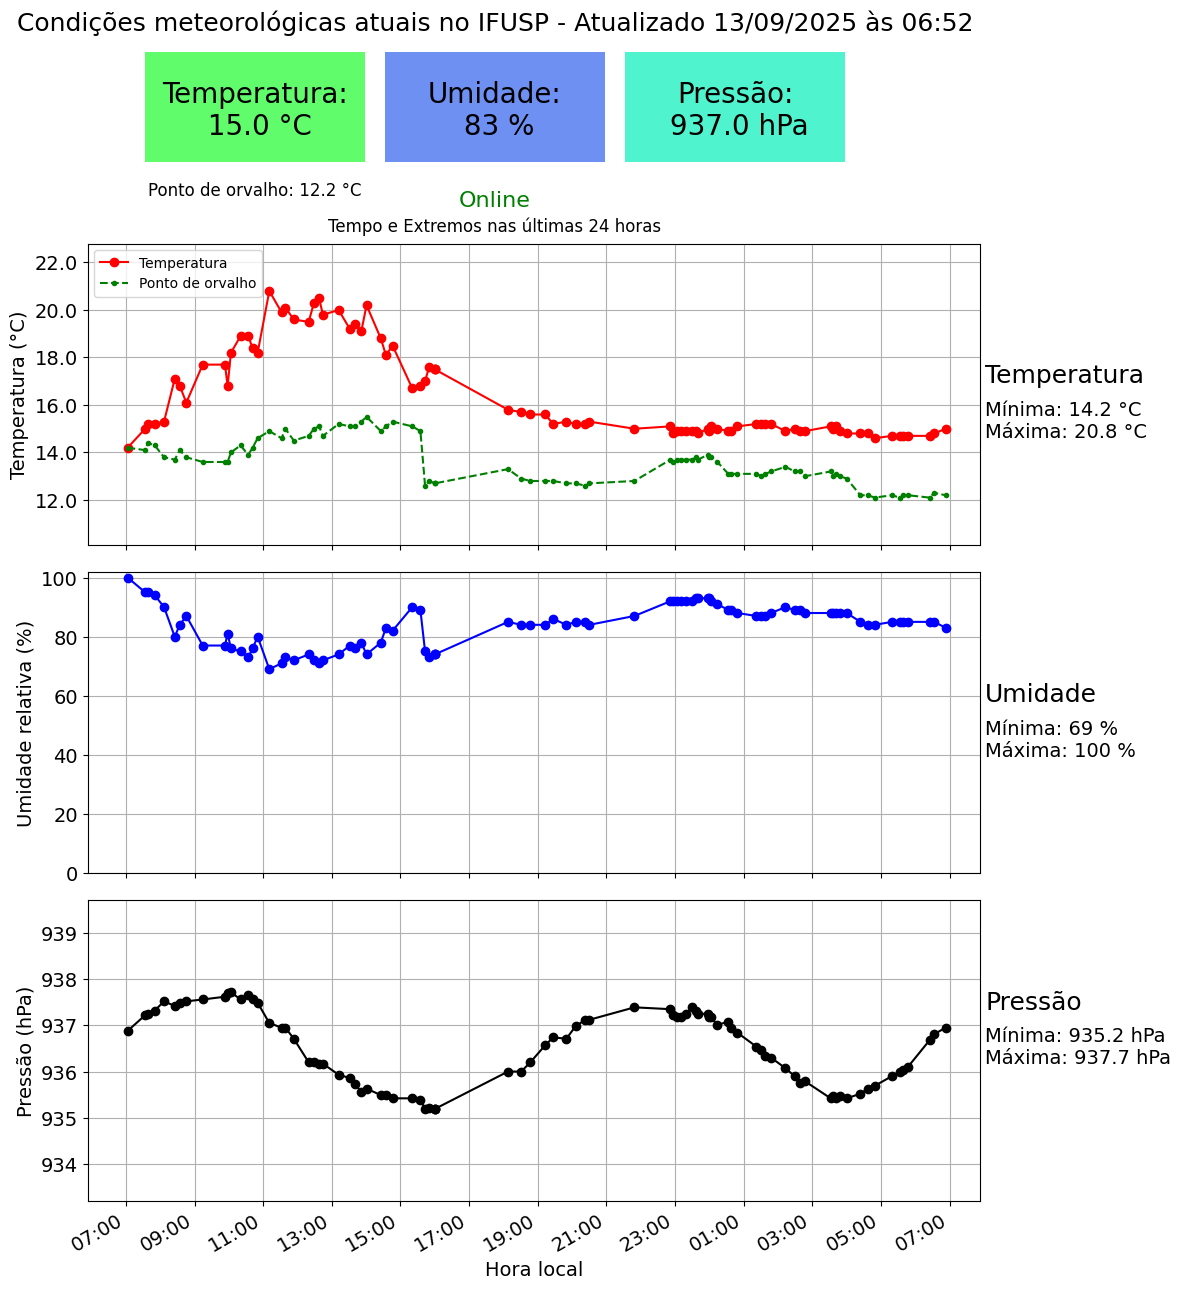 Condições meteorológicas atuais no IFUSP - Atualizado 13/09/2025 às 06:52
Temperatura:
15.0 °C
Umidade:
83 %
Pressão:
937.0 hPa
Ponto de orvalho: 12.2 °C
Online
Tempo e Extremos nas últimas 24 horas
Temperatura
Ponto de orvalho
Temperatura (°C)
22.0
20.0
18.0
16.0
14.0
12.0
Temperatura
Mínima: 14.2 °C
Máxima: 20.8 °C
Umidade relativa (%)
100
80
60
40
20
0
Umidade
Mínima: 69 %
Máxima: 100 %
Pressão (hPa)
939
938
937
936
935
934
Pressão
Mínima: 935.2 hPa
Máxima: 937.7 hPa
07:00 09:00 11:00 13:00 15:00 17:00 19:00 21:00 23:00 01:00 03:00 05:00 07:00
Hora local